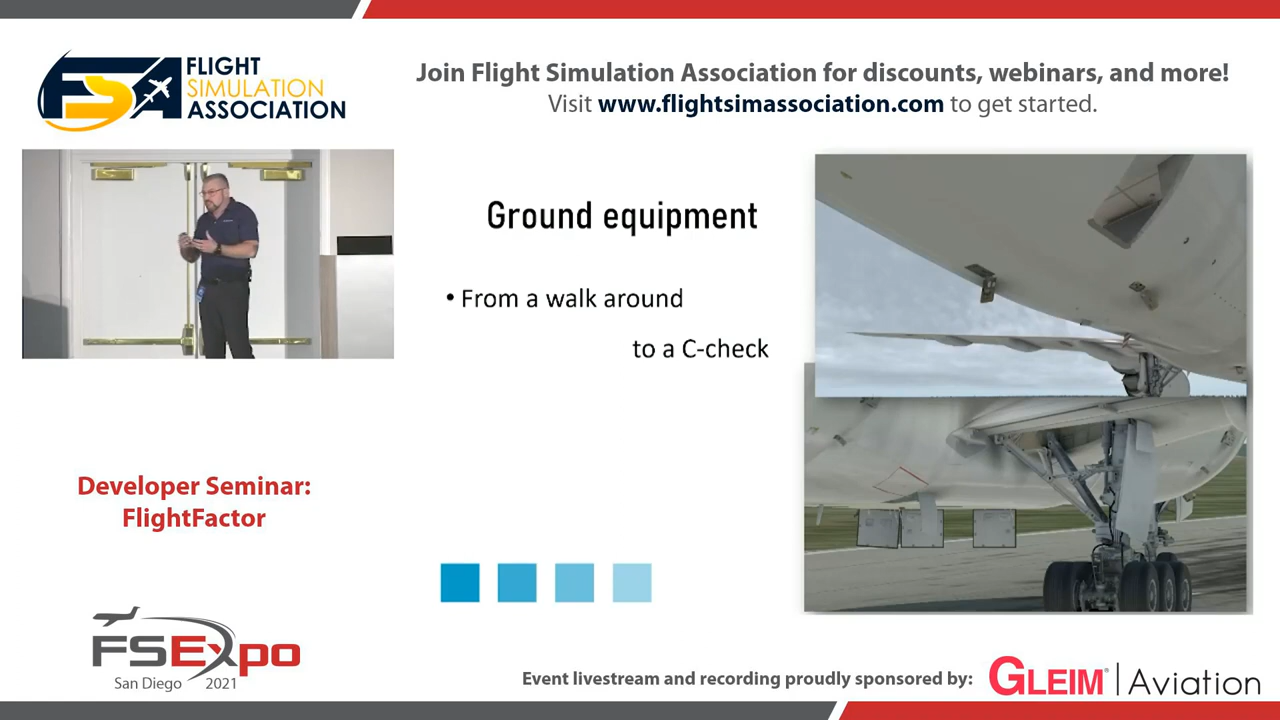 FLIGHT
SIMULATION
ASSOCIATION
FSA
Join Flight Simulation Association for discounts, webinars, and more!
Visit www.flightsimassociation.com to get started.
Ground equipment
• From a walk around
to a C-check
Developer Seminar:
FlightFactor
FSExpo
San Diego 2021
Event livestream and recording proudly sponsored by:
GLEIM® | Aviation